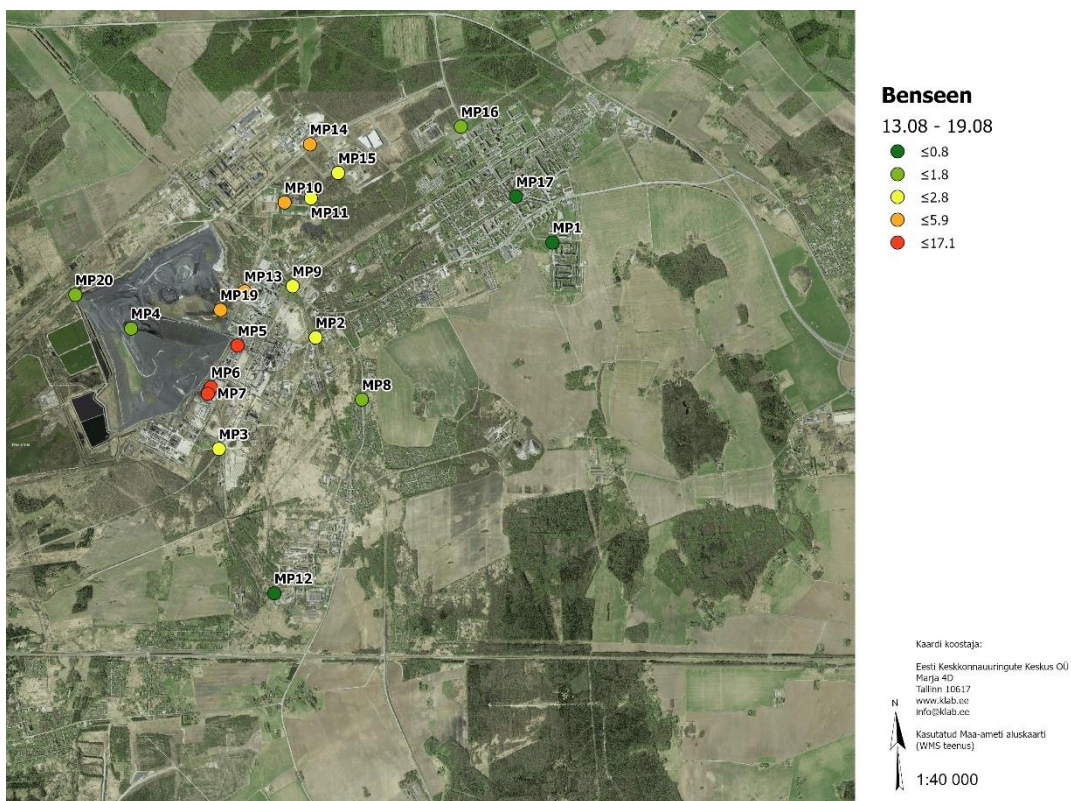 MP16
MP14
MP15
MP17
MP10
MP11
MP1
MP13
MP9
MP20
MP19
MP4
MP5
MP2
MP6
MP7
MP8
MP3
MP12
Benseen
13.08 - 19.08
≤0.8
≤1.8
≤2.8
≤5.9
≤17.1
Kaardi koostaja:
Eesti Keskkonnauuringute Keskus OÜ
Marja 4D
Tallinn 10617
www.klab.ee
info@klab.ee
N
Kasutatud Maa-ameti aluskaarti
(WMS teenus)
1:40 000